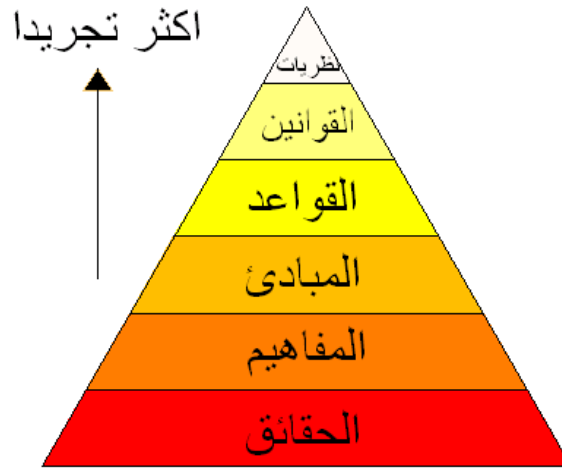 اكثر تجريدا
نظريات
القوانين
القواعد
المبادئ
المفاهيم
الحقائق